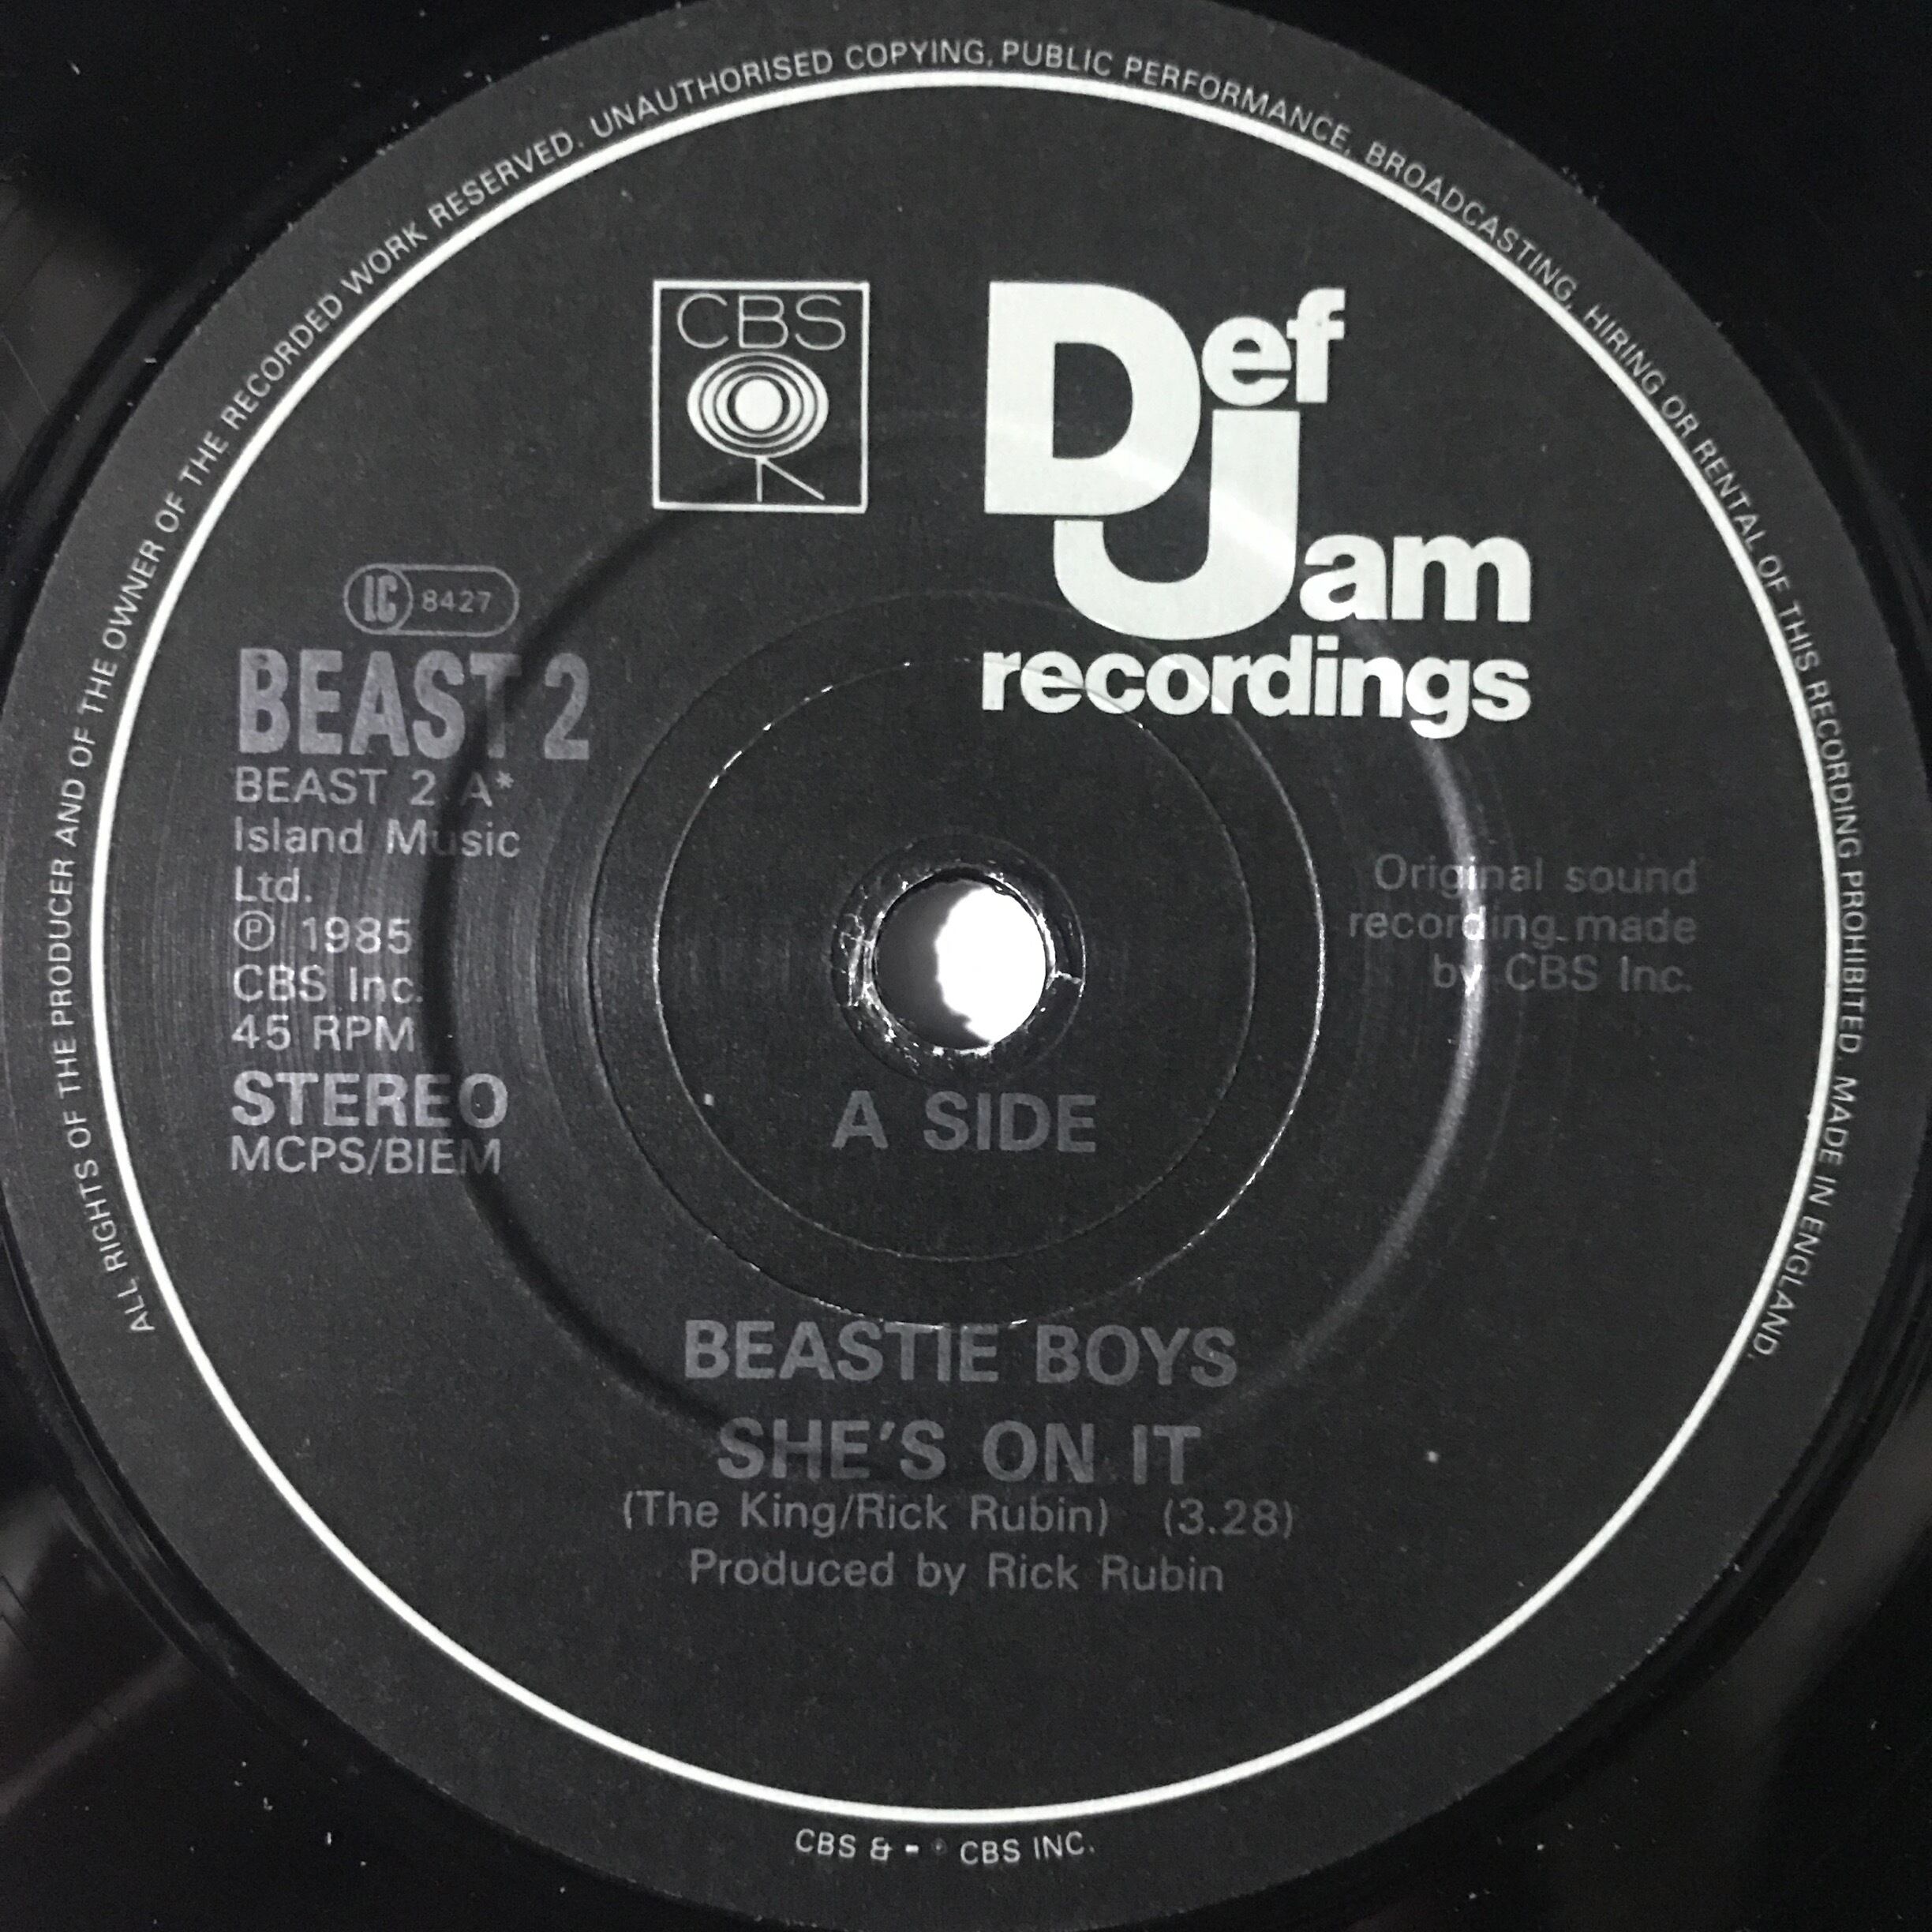 ALL RIGHTS OF THE PRODUCER AND OF THE OWNER OF THE RECORDED WORK RESERVED. UNAUTHORISED COPYING, PUBLIC PERFORMANCE, BROADCASTING, HIRING OR RENTAL OF THIS RECORDING PROHIBITED. MADE IN ENGLAND.
CBS
Def
Jam
recordings
LC 8427
BEAST 2
BEAST 2 A*
Island Music
Ltd.
Ⓟ 1985
CBS Inc.
45 RPM
STEREO
MCPS/BIEM
Original sound
recording made
by CBS Inc.
A SIDE
BEASTIE BOYS
SHE'S ON IT
(The King/Rick Rubin) (3.28)
Produced by Rick Rubin
CBS & CBS INC.